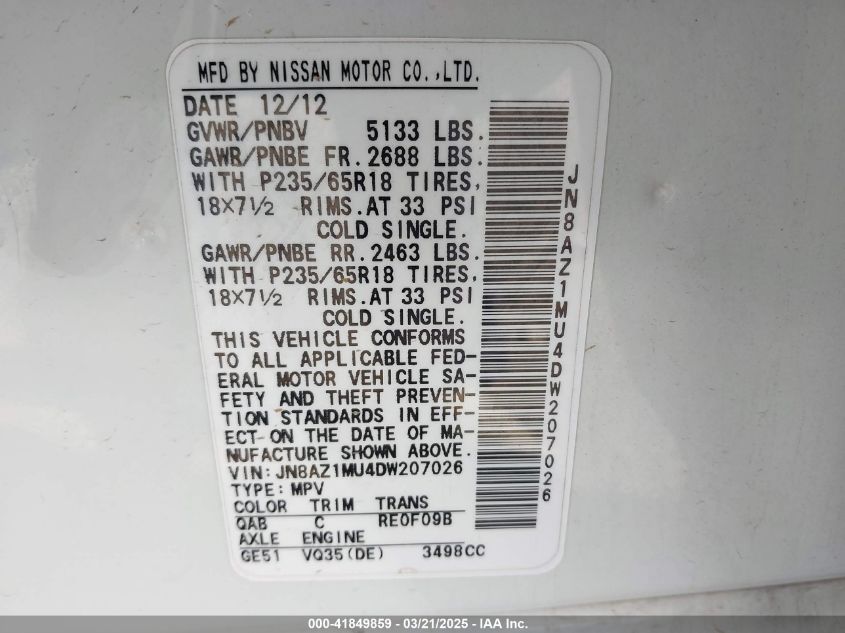 MFD BY NISSAN MOTOR CO.,LTD.
DATE 12/12
GVWR/PNBV 5133 LBS.
GAWR/PNBE FR. 2688 LBS.
WITH P235/65R18 TIRES,
18X7½ RIMS. AT 33 PSI
COLD SINGLE.
GAWR/PNBE RR. 2463 LBS.
WITH P235/65R18 TIRES,
18X7½ RIMS. AT 33 PSI
COLD SINGLE.
THIS VEHICLE CONFORMS
TO ALL APPLICABLE FED-
ERAL MOTOR VEHICLE SA-
FETY AND THEFT PREVEN-
TION STANDARDS IN EFF-
ECT ON THE DATE OF MA-
NUFACTURE SHOWN ABOVE.
VIN: JN8AZ1MU4DW207026
TYPE: MPV
COLOR TRIM TRANS
QAB C RE0F09B
AXLE ENGINE
GE51 VQ35(DE) 3498CC
JN8AZ1MU4DW207026
000-41849859 - 03/21/2025 - IAA Inc.